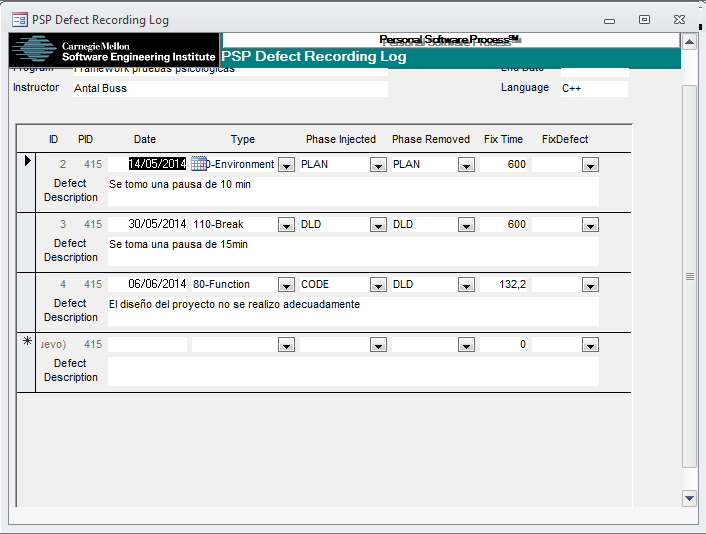 PSP Defect Recording Log
CarnegieMellon
Software Engineering Institute
Personal Software Process℠
PSP Defect Recording Log
Program Framework pruebas psicologicas End Date
Instructor Antal Buss Language C++
ID PID Date Type Phase Injected Phase Removed Fix Time FixDefect
2 415 14/05/2014 0-Environment PLAN PLAN 600
Defect Description Se tomo una pausa de 10 min
3 415 30/05/2014 110-Break DLD DLD 600
Defect Description Se toma una pausa de 15min
4 415 06/06/2014 80-Function CODE DLD 132,2
Defect Description El diseño del proyecto no se realizo adecuadamente
uevo) 415 0
Defect Description